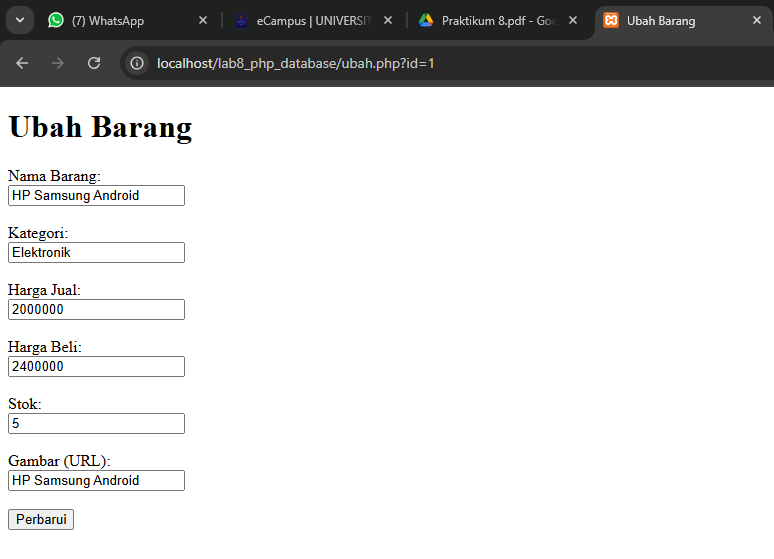 (7) WhatsApp
eCampus | UNIVERSIT
Praktikum 8.pdf - Goo
Ubah Barang
localhost/lab8_php_database/ubah.php?id=1
Ubah Barang
Nama Barang:
HP Samsung Android
Kategori:
Elektronik
Harga Jual:
2000000
Harga Beli:
2400000
Stok:
5
Gambar (URL):
HP Samsung Android
Perbarui